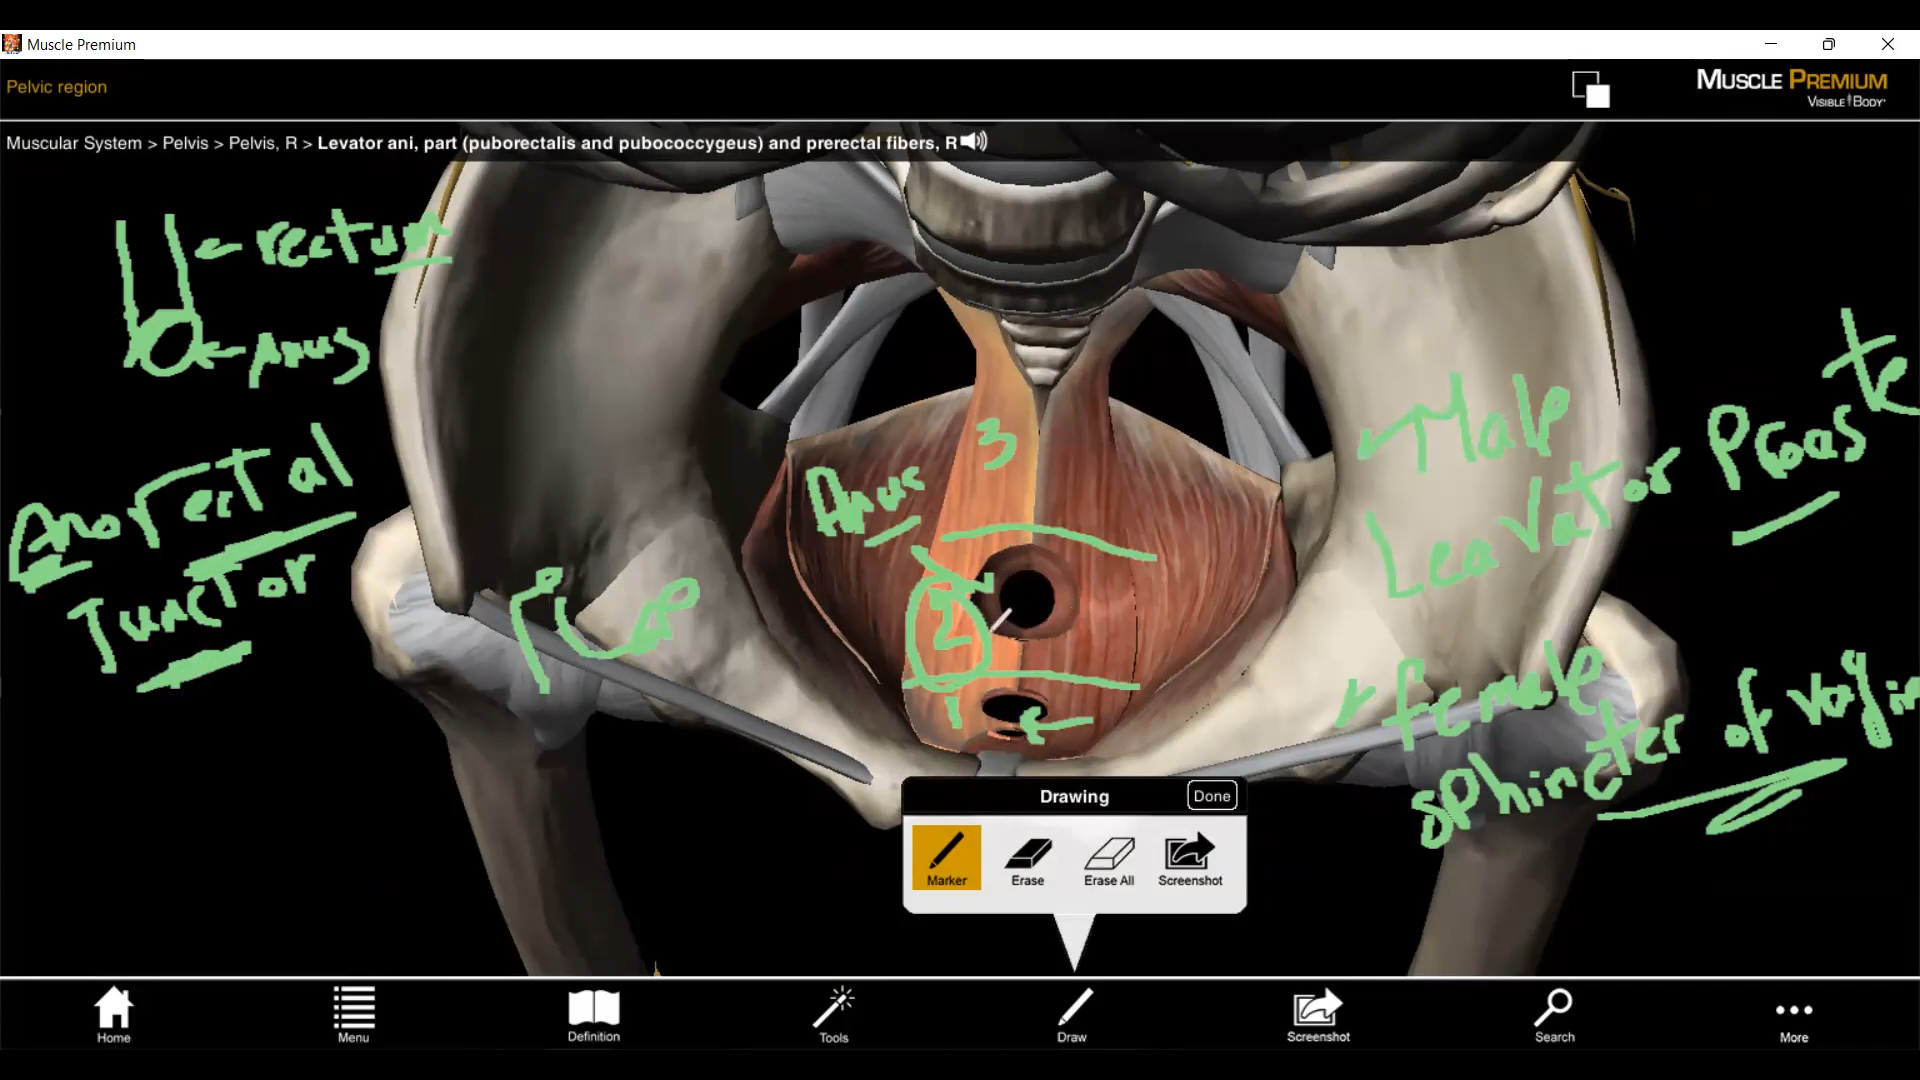 Muscle Premium
Pelvic region
MUSCLE PREMIUM
VISIBLE BODY
Muscular System > Pelvis > Pelvis, R > Levator ani, part (puborectalis and pubococcygeus) and prerectal fibers, R
rectum
Anus
Anorectal
Junctor
Anus
3
2
1
Male
Leavator
female
sphincter of vagin
Drawing
Done
Marker
Erase
Erase All
Screenshot
Home
Menu
Definition
Tools
Draw
Screenshot
Search
More